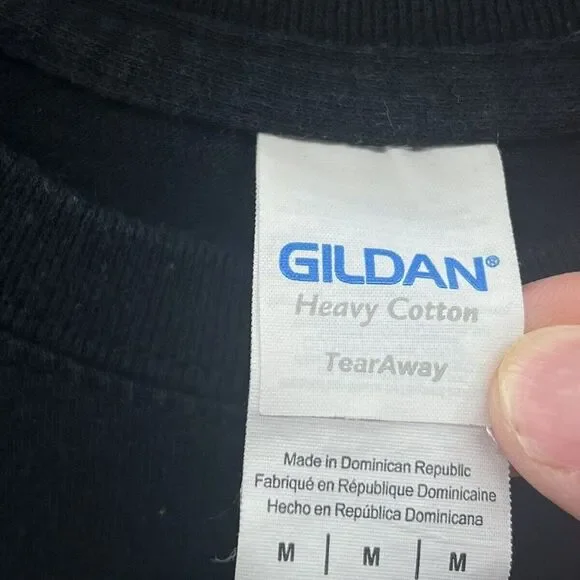 GILDAN®
Heavy Cotton
TearAway
Made in Dominican Republic
Fabriqué en République Dominicaine
Hecho en República Dominicana
M | M | M